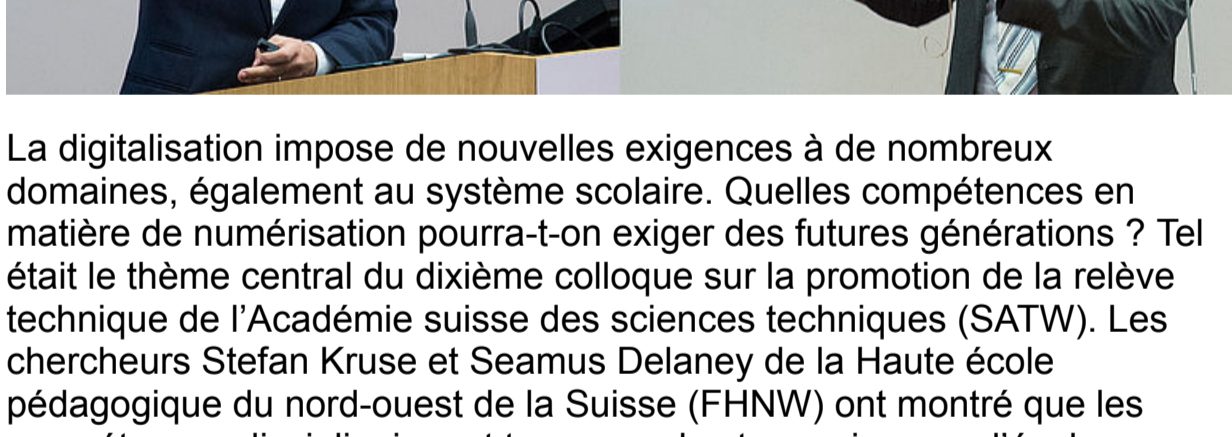 La digitalisation impose de nouvelles exigences à de nombreux
domaines, également au système scolaire. Quelles compétences en
matière de numérisation pourra-t-on exiger des futures générations ? Tel
était le thème central du dixième colloque sur la promotion de la relève
technique de l’Académie suisse des sciences techniques (SATW). Les
chercheurs Stefan Kruse et Seamus Delaney de la Haute école
pédagogique du nord-ouest de la Suisse (FHNW) ont montré que les